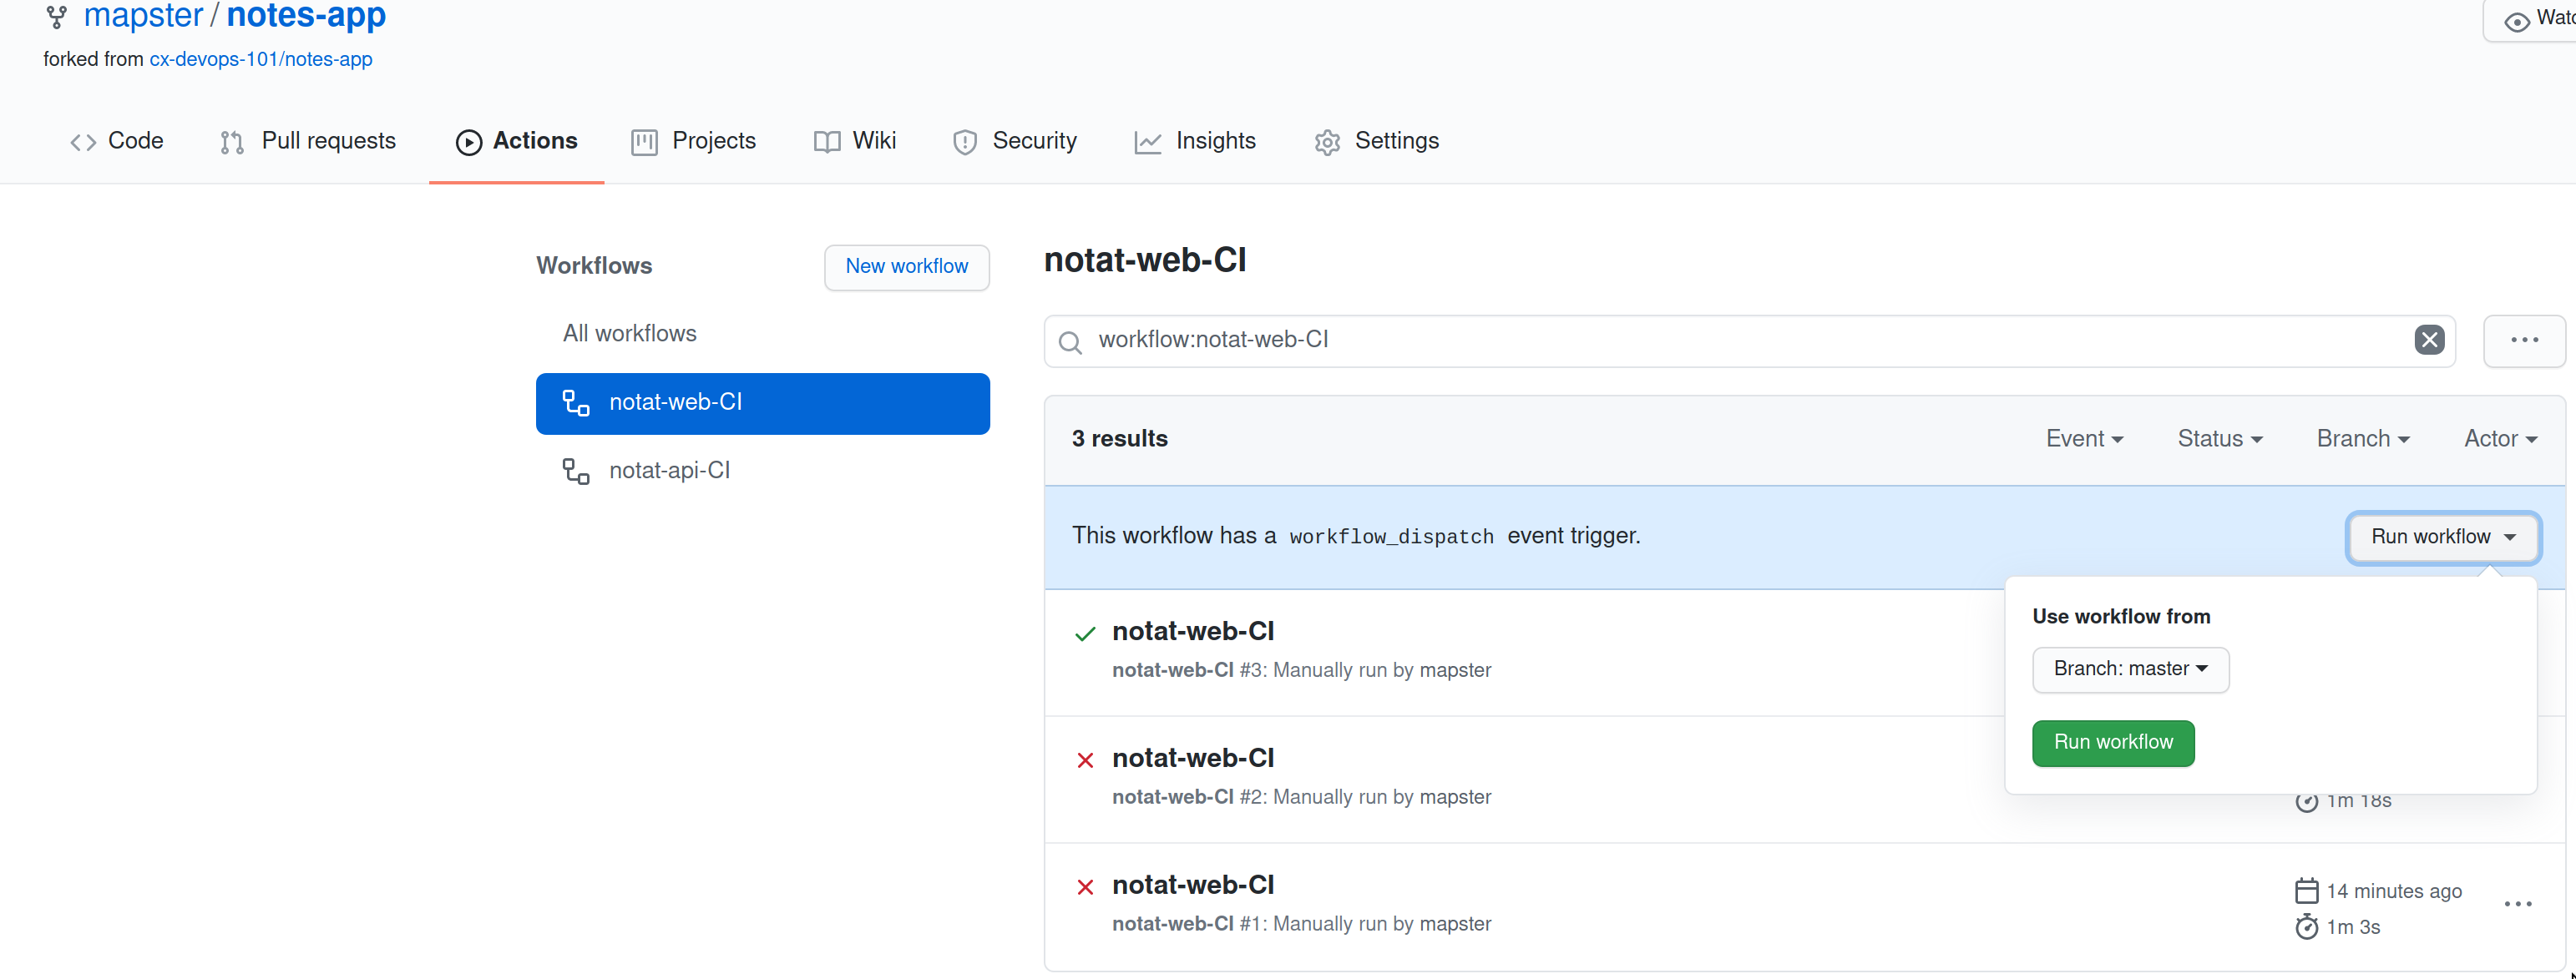 mapster / notes-app
Watc
forked from cx-devops-101/notes-app
Code Pull requests Actions Projects Wiki Security Insights Settings
Workflows
New workflow
All workflows
notat-web-CI
notat-api-CI
notat-web-CI
workflow:notat-web-CI
3 results
Event Status Branch Actor
This workflow has a workflow_dispatch event trigger.
Run workflow
Use workflow from
Branch: master
Run workflow
notat-web-CI
notat-web-CI #3: Manually run by mapster
notat-web-CI
notat-web-CI #2: Manually run by mapster
1m 18s
notat-web-CI
notat-web-CI #1: Manually run by mapster
14 minutes ago
1m 3s